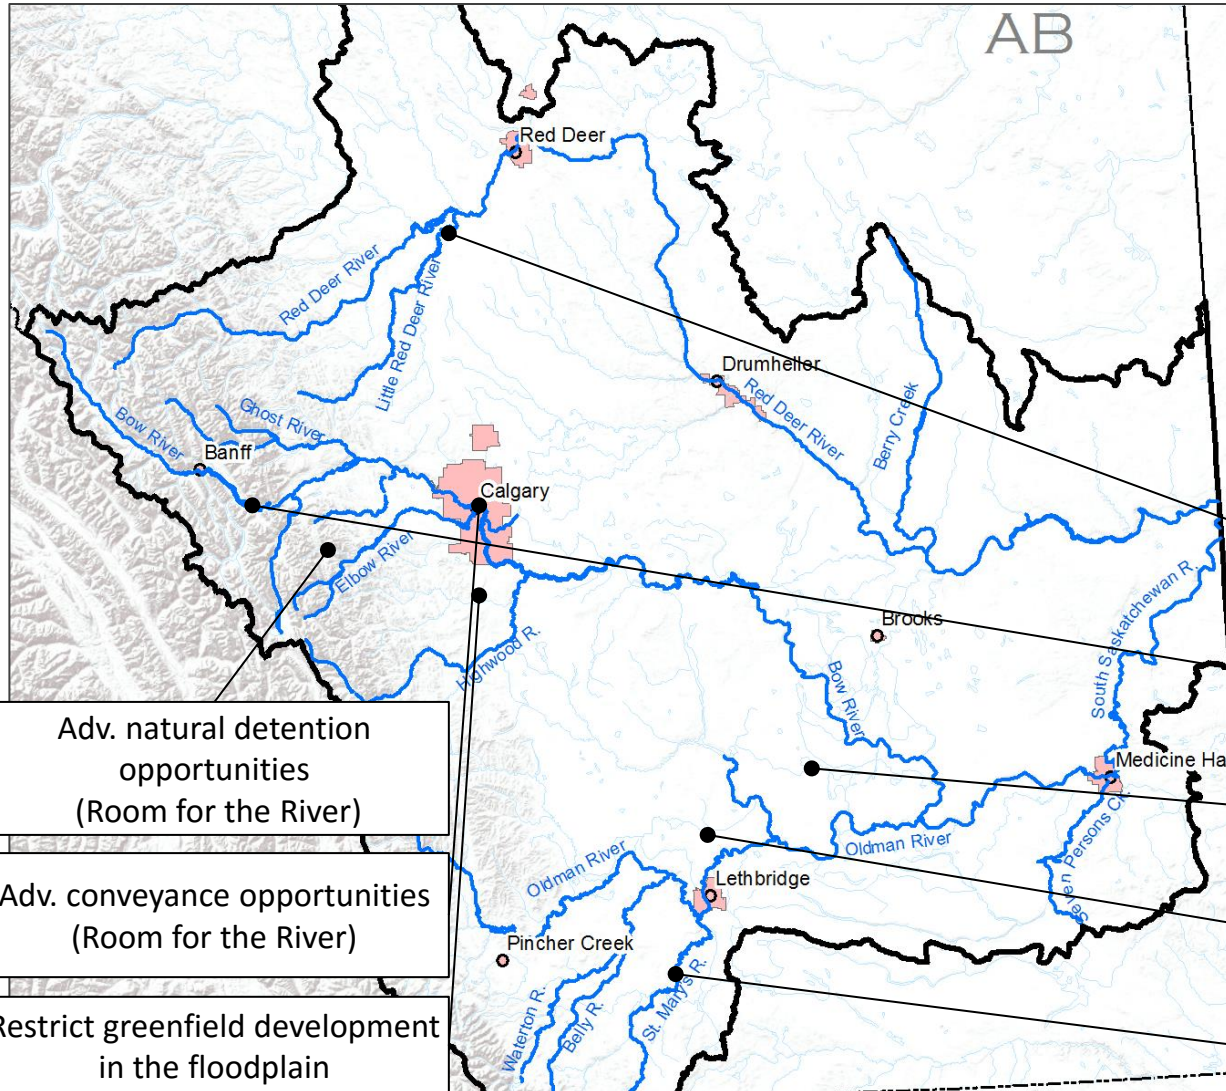 AB
Red Deer
Red Deer River
Little Red Deer River
Drumheller
Red Deer River
Berry Creek
Ghost River
Bow River
Banff
Calgary
Elbow River
Highwood R.
Brooks
South Saskatchewan R.
Bow River
Medicine Ha
Seven Persons Ck.
Adv. natural detention
opportunities
(Room for the River)
Adv. conveyance opportunities
(Room for the River)
Restrict greenfield development
in the floodplain
Oldman River
Oldman River
Lethbridge
Pincher Creek
Waterton R.
Belly R.
St. Mary's R.